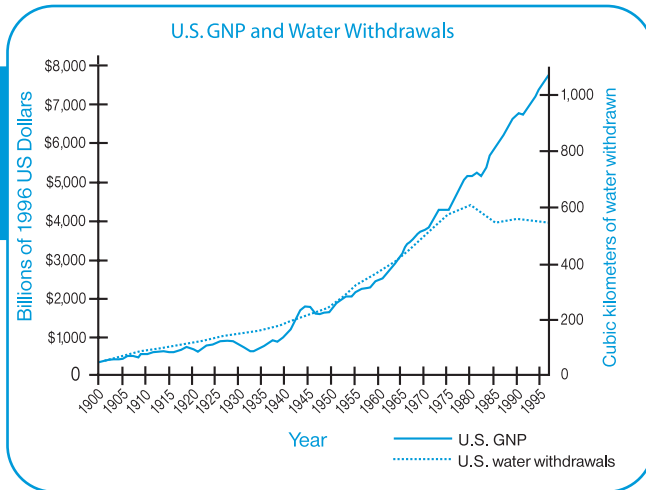 U.S. GNP and Water Withdrawals
Billions of 1996 US Dollars
$8,000
$7,000
$6,000
$5,000
$4,000
$3,000
$2,000
$1000
0
1,000
800
600
400
200
0
Cubic kilometers of water withdrawn
1900 1905 1910 1915 1920 1925 1930 1935 1940 1945 1950 1955 1960 1965 1970 1975 1980 1985 1990 1995
Year
U.S. GNP
U.S. water withdrawals